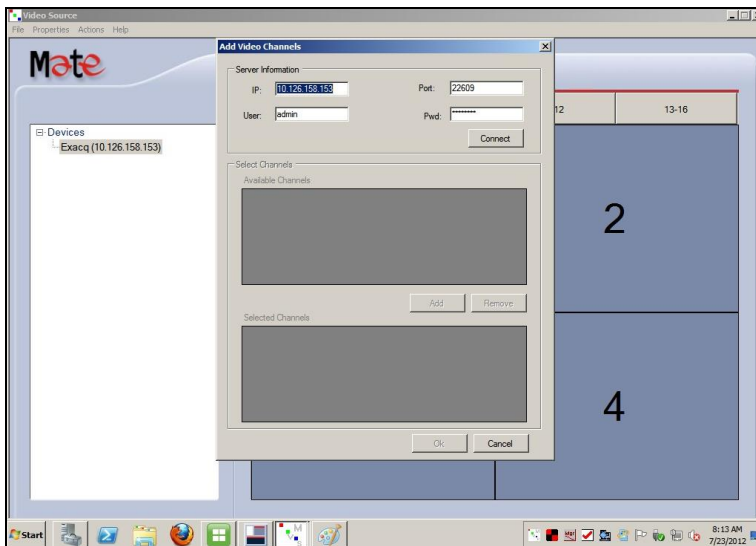 Video Source
File Properties Actions Help
Mate
Add Video Channels
Server Information
IP: 10.126.158.153 Port: 22609
User: admin Pwd: ********
Connect
12 13-16
Devices
Exacq (10.126.158.153)
Select Channels
Available Channels
Add Remove
Selected Channels
Ok Cancel
2
4
Start
8:13 AM
7/23/2012